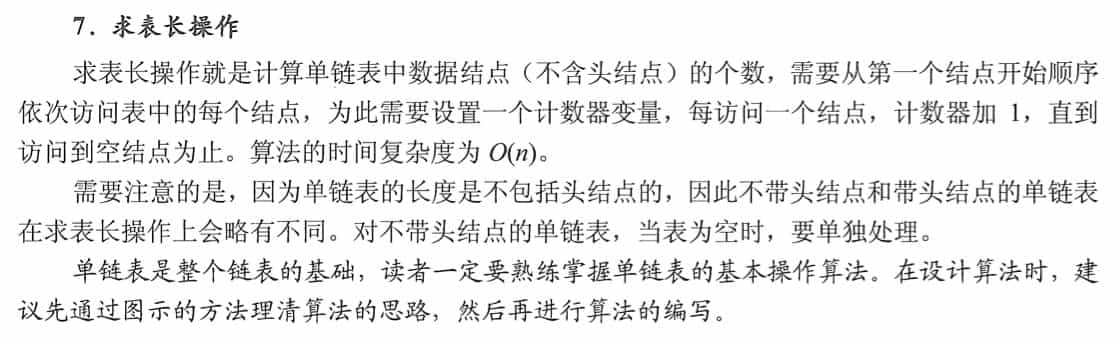 7．求表长操作
求表长操作就是计算单链表中数据结点（不含头结点）的个数，需要从第一个结点开始顺序
依次访问表中的每个结点，为此需要设置一个计数器变量，每访问一个结点，计数器加 1，直到
访问到空结点为止。算法的时间复杂度为 O(n)。
需要注意的是，因为单链表的长度是不包括头结点的，因此不带头结点和带头结点的单链表
在求表长操作上会略有不同。对不带头结点的单链表，当表为空时，要单独处理。
单链表是整个链表的基础，读者一定要熟练掌握单链表的基本操作算法。在设计算法时，建
议先通过图示的方法理清算法的思路，然后再进行算法的编写。